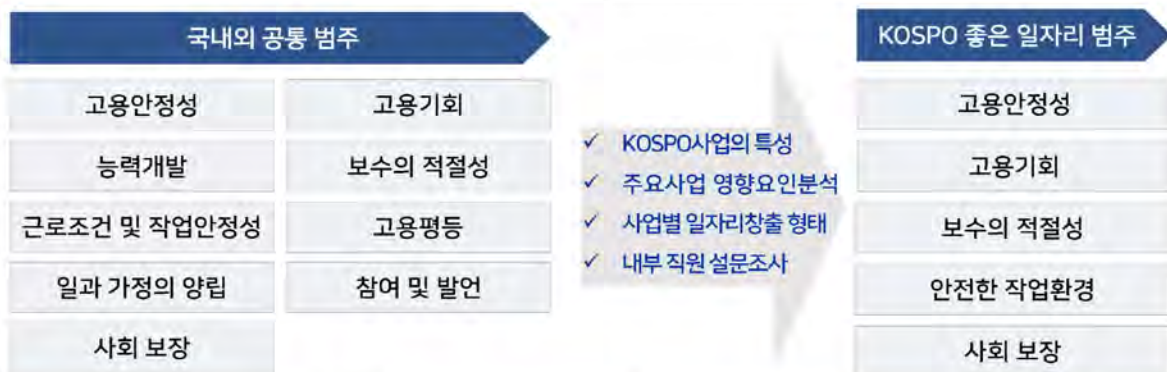 국내외 공통 범주
고용안정성
고용기회
능력개발
보수의 적절성
근로조건 및 작업안정성
고용평등
일과 가정의 양립
참여 및 발언
사회 보장
✓ KOSPO사업의 특성
✓ 주요사업 영향요인분석
✓ 사업별 일자리창출 형태
✓ 내부 직원 설문조사
KOSPO 좋은 일자리 범주
고용안정성
고용기회
보수의 적절성
안전한 작업환경
사회 보장